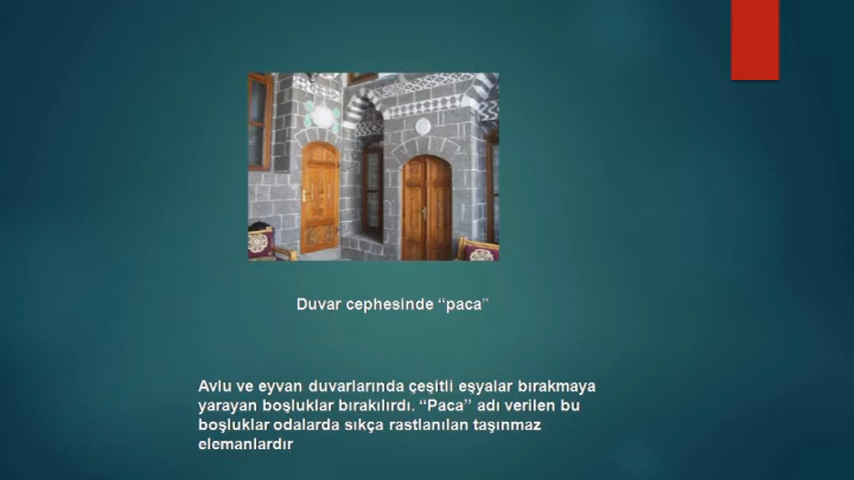 Duvar cephesinde “paca”
Avlu ve eyvan duvarlarında çeşitli eşyalar bırakmaya
yarayan boşluklar bırakılırdı. “Paca” adı verilen bu
boşluklar odalarda sıkça rastlanılan taşınmaz
elemanlardır